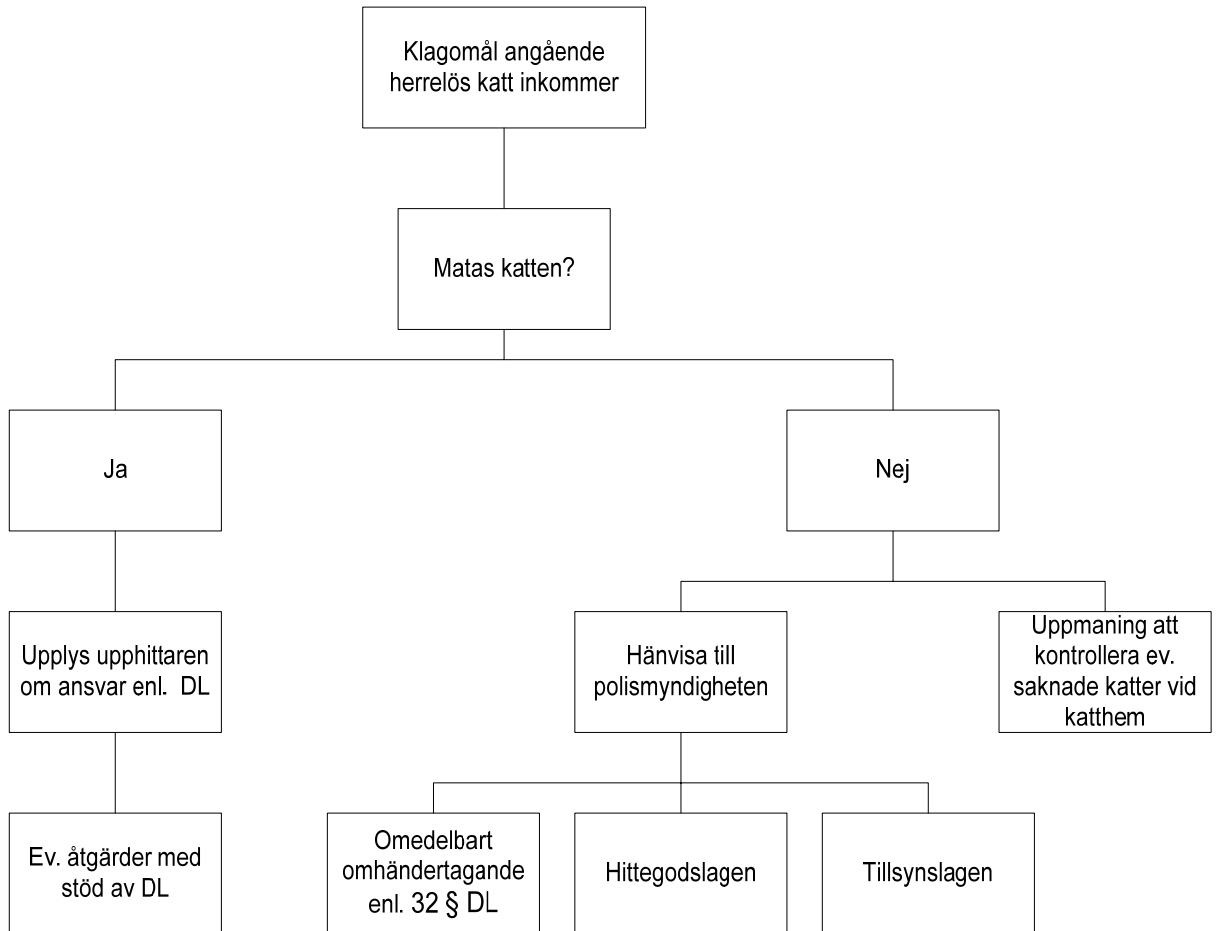 Klagomål angående
herrelös katt inkommer
Matas katten?
Ja
Nej
Upplys upphittaren
om ansvar enl. DL
Hänvisa till
polismyndigheten
Uppmaning att
kontrollera ev.
saknade katter vid
katthem
Ev. åtgärder med
stöd av DL
Omedelbart
omhändertagande
enl. 32 § DL
Hittegodslagen
Tillsynslagen